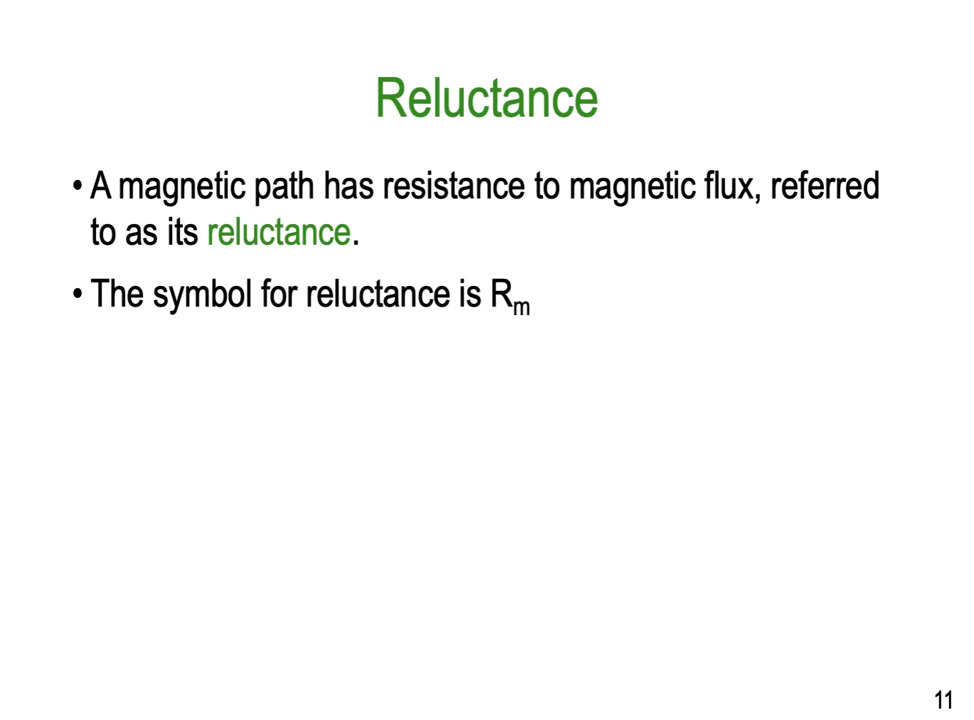 Reluctance
• A magnetic path has resistance to magnetic flux, referred
to as its reluctance.
• The symbol for reluctance is Rm
11